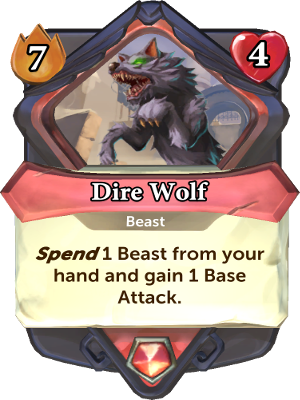 7 4
Dire Wolf
Beast
Spend 1 Beast from your
hand and gain 1 Base
Attack.